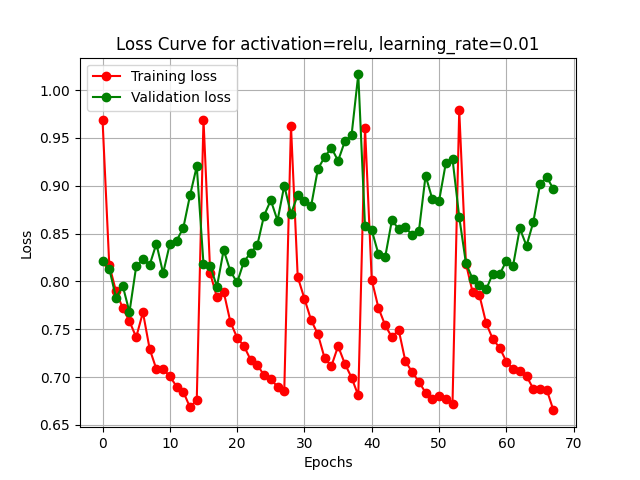 Loss Curve for activation=relu, learning_rate=0.01
Training loss
Validation loss
1.00
0.95
0.90
0.85
0.80
0.75
0.70
0.65
Loss
0 10 20 30 40 50 60 70
Epochs